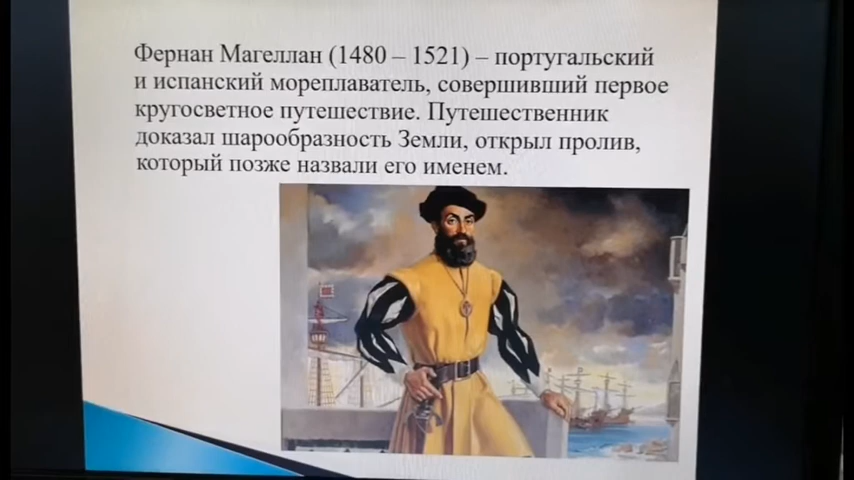 Фернан Магеллан (1480 – 1521) – португальский
и испанский мореплаватель, совершивший первое
кругосветное путешествие. Путешественник
доказал шарообразность Земли, открыл пролив,
который позже назвали его именем.